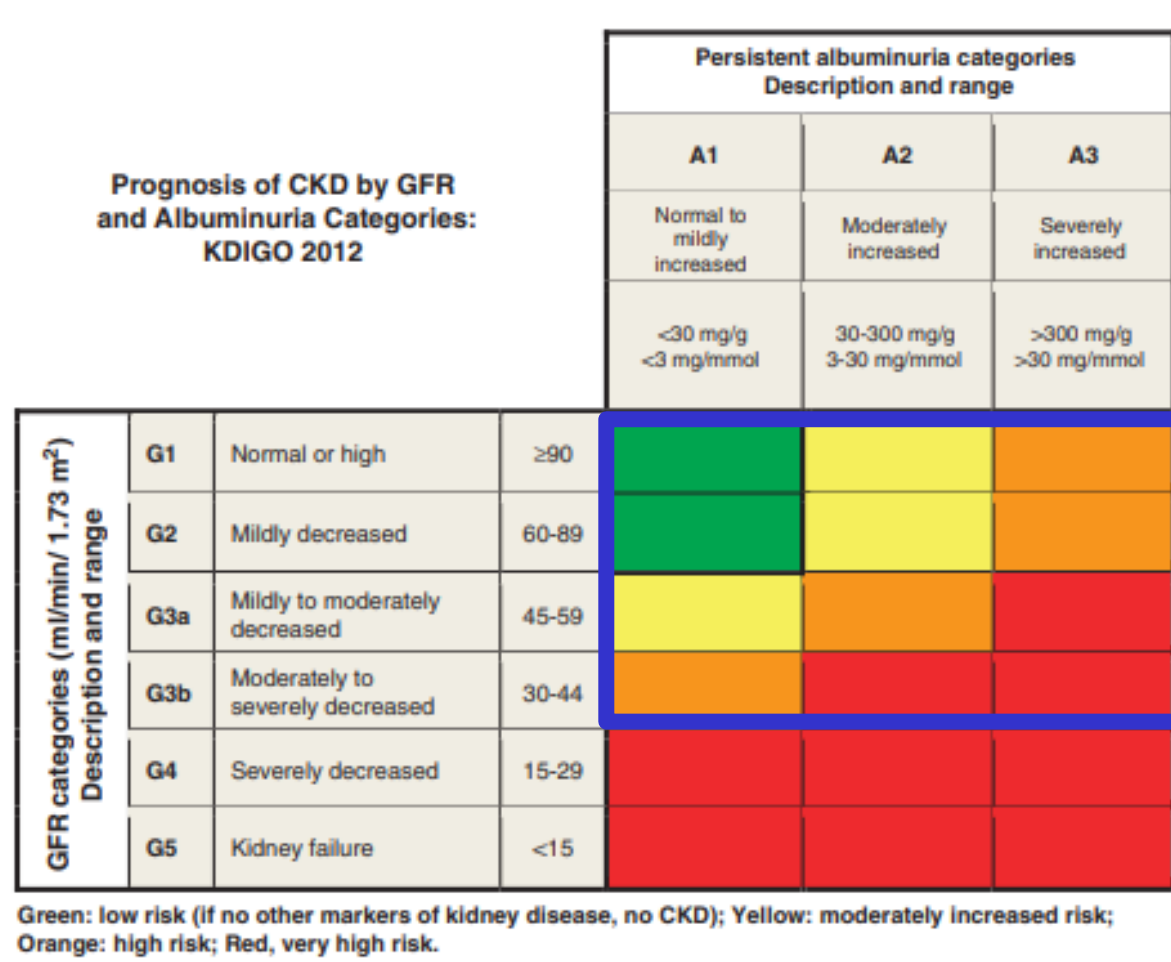 Persistent albuminuria categories
Description and range
Prognosis of CKD by GFR
and Albuminuria Categories:
KDIGO 2012
A1
A2
A3
Normal to
mildly
increased
Moderately
increased
Severely
increased
<30 mg/g
<3 mg/mmol
30-300 mg/g
3-30 mg/mmol
>300 mg/g
>30 mg/mmol
GFR categories (ml/min/ 1.73 m²)
Description and range
G1
Normal or high
≥90
G2
Mildly decreased
60-89
G3a
Mildly to moderately
decreased
45-59
G3b
Moderately to
severely decreased
30-44
G4
Severely decreased
15-29
G5
Kidney failure
<15
Green: low risk (if no other markers of kidney disease, no CKD); Yellow: moderately increased risk;
Orange: high risk; Red, very high risk.